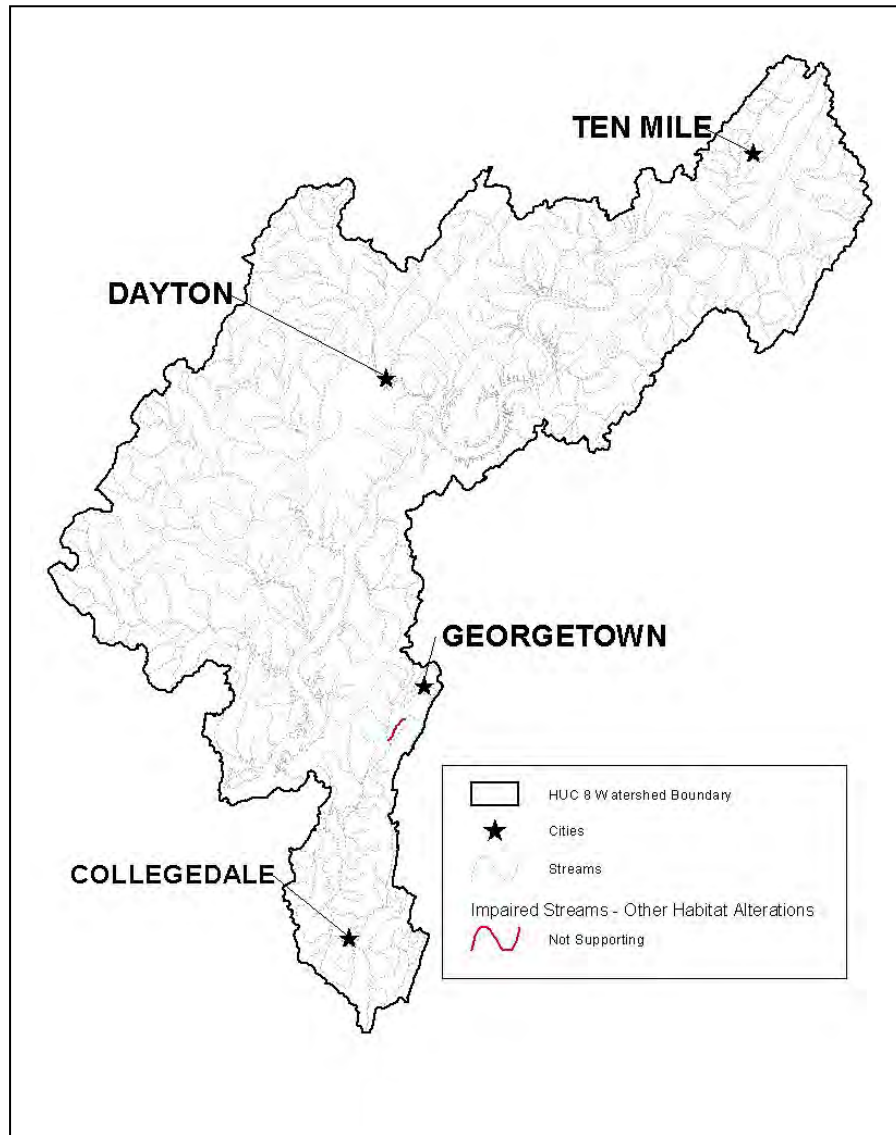 TEN MILE
DAYTON
GEORGETOWN
COLLEGEDALE
HUC 8 Watershed Boundary
Cities
Streams
Impaired Streams - Other Habitat Alterations
Not Supporting